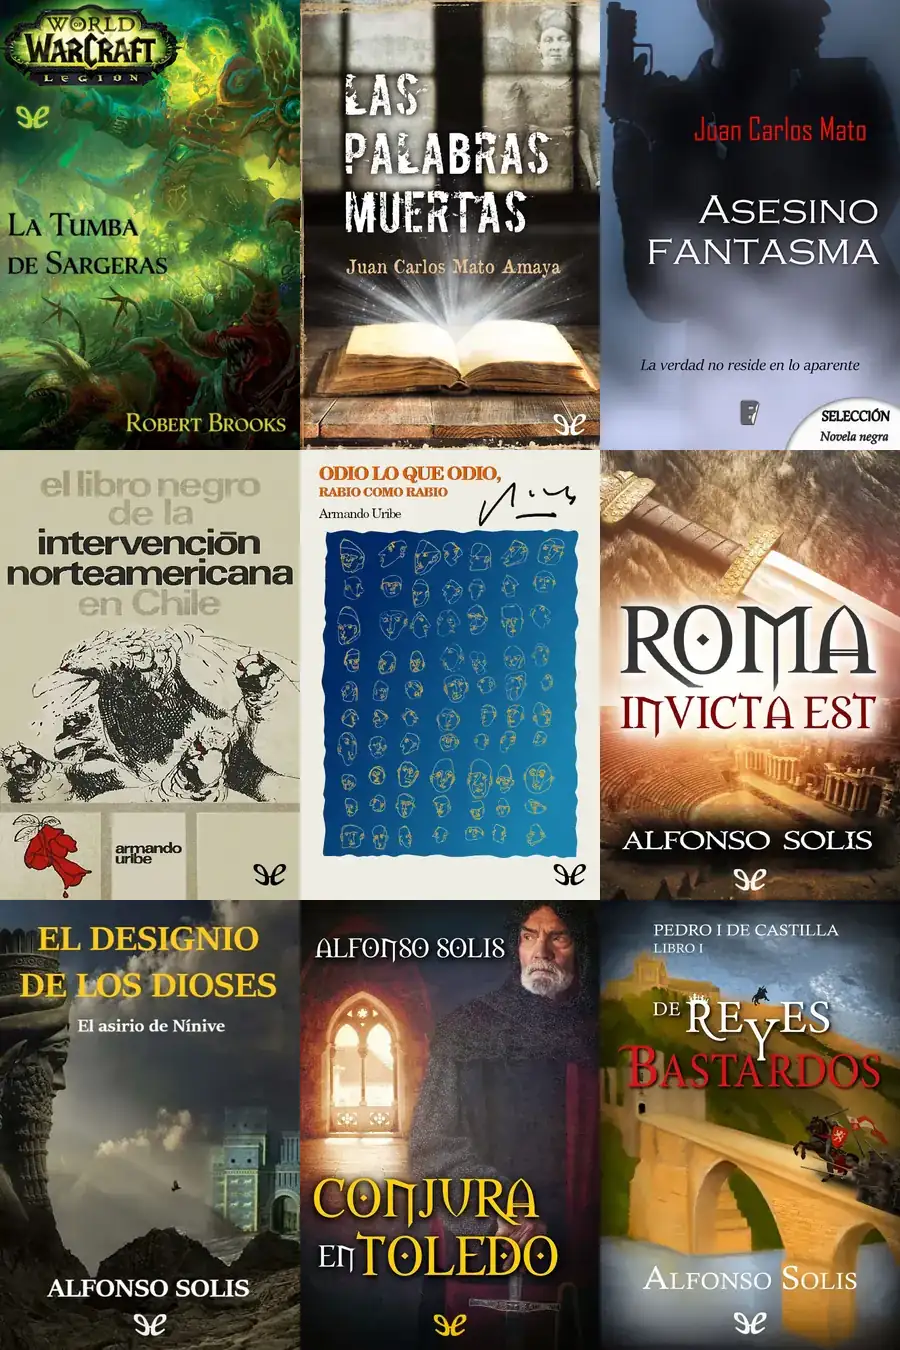 WORLD
OF
WARCRAFT
LEGION
LA TUMBA
DE SARGERAS
ROBERT BROOKS
LAS
PALABRAS
MUERTAS
Juan Carlos Mato Amaya
Juan Carlos Mato
ASESINO
FANTASMA
La verdad no reside en lo aparente
SELECCIÓN
Novela negra
el libro negro
de la
intervención
norteamericana
en Chile
armando
uribe
ODIO LO QUE ODIO,
RABIO COMO RABIO
Armando Uribe
ROMA
INVICTA EST
ALFONSO SOLIS
EL DESIGNIO
DE LOS DIOSES
El asirio de Nínive
ALFONSO SOLIS
ALFONSO SOLIS
CONJURA
EN TOLEDO
PEDRO I DE CASTILLA
LIBRO I
DE REYES
BASTARDOS
ALFONSO SOLIS